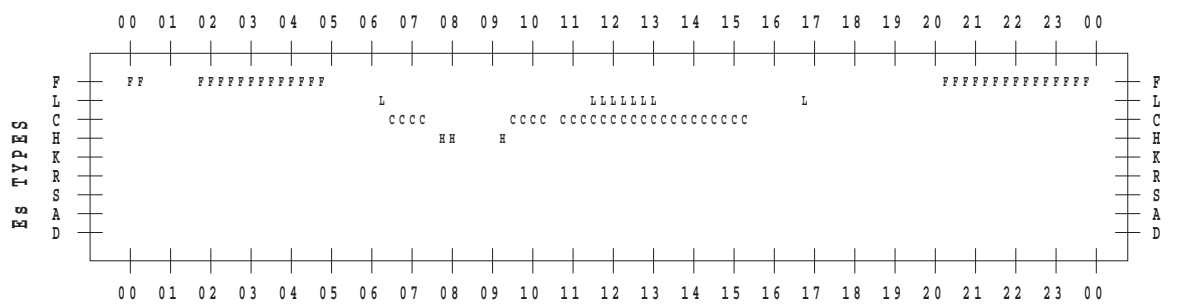 00 01 02 03 04 05 06 07 08 09 10 11 12 13 14 15 16 17 18 19 20 21 22 23 00
F FF FFFFFFFFFFFFF FFFFFFFFFFFFFFF F
L L LLLLLLL L L
C CCCC CCCC CCCCCCCCCCCCCCCCCCC C
H HH H H
K K
R R
S S
A A
D D
Es TYPES
00 01 02 03 04 05 06 07 08 09 10 11 12 13 14 15 16 17 18 19 20 21 22 23 00